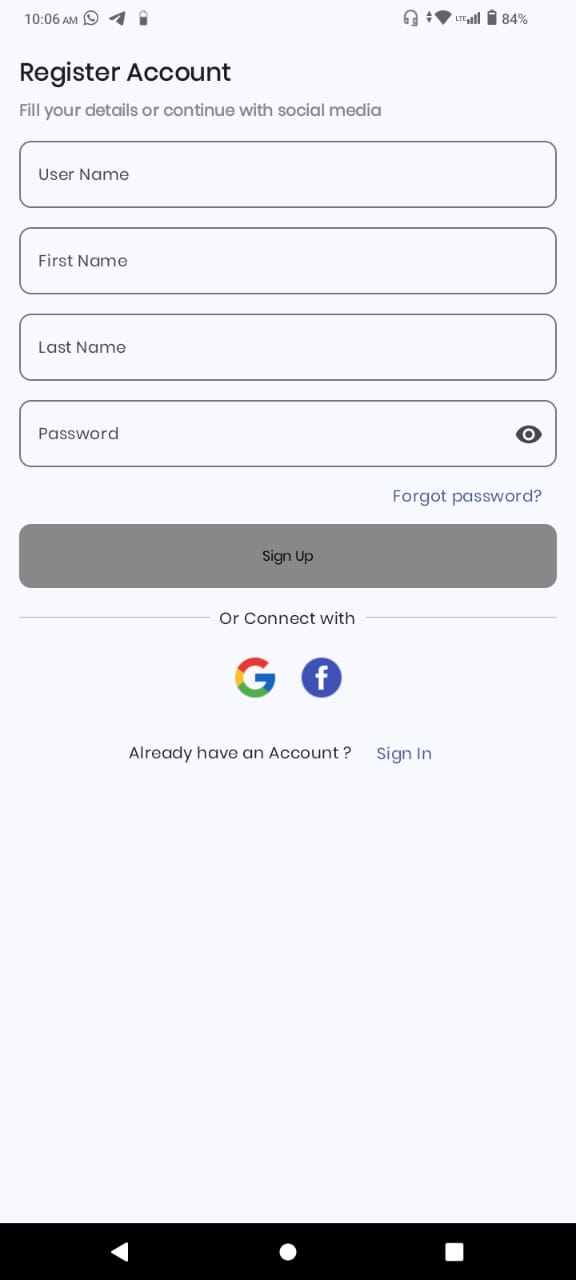 10:06 AM LTE 84%
Register Account
Fill your details or continue with social media
User Name
First Name
Last Name
Password
Forgot password?
Sign Up
Or Connect with
G f
Already have an Account ? Sign In